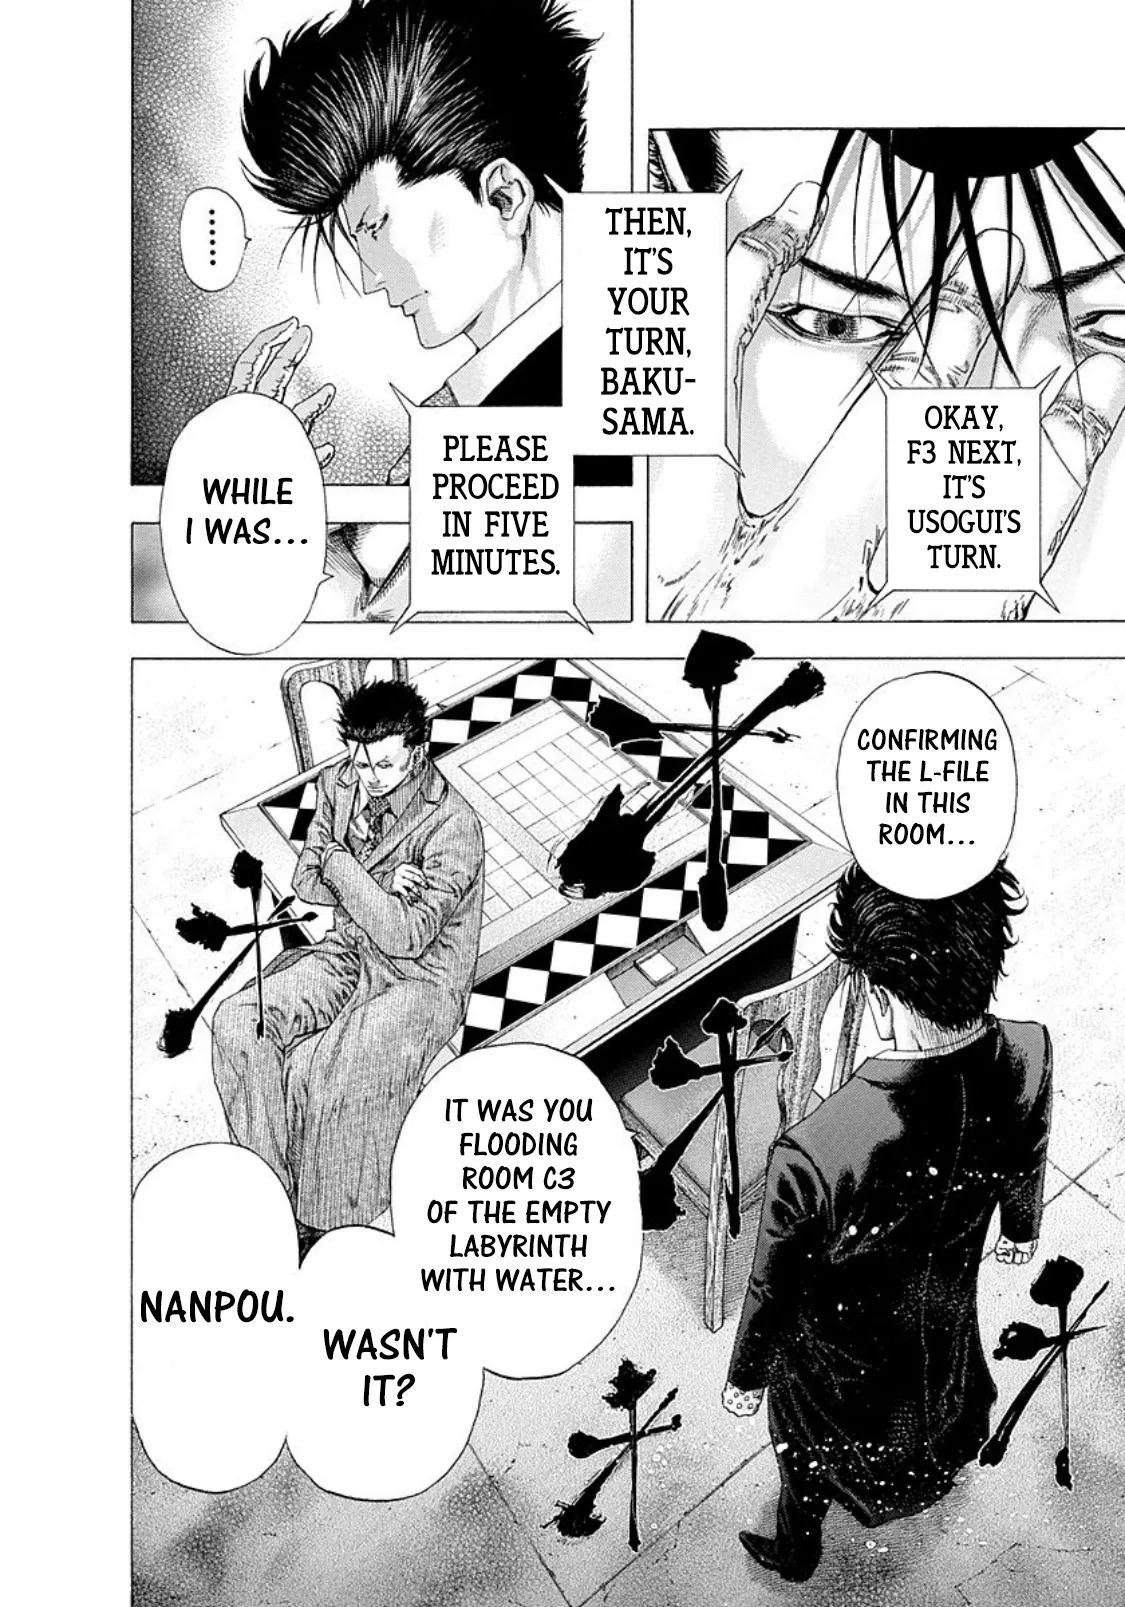 OKAY,
F3 NEXT,
IT'S
USOGUI'S
TURN.
THEN,
IT'S
YOUR
TURN,
BAKU-
SAMA.
PLEASE
PROCEED
IN FIVE
MINUTES.
......
WHILE
I WAS...
CONFIRMING
THE L-FILE
IN THIS
ROOM...
IT WAS YOU
FLOODING
ROOM C3
OF THE EMPTY
LABYRINTH
WITH WATER...
WASN'T
IT?
NANPOU.